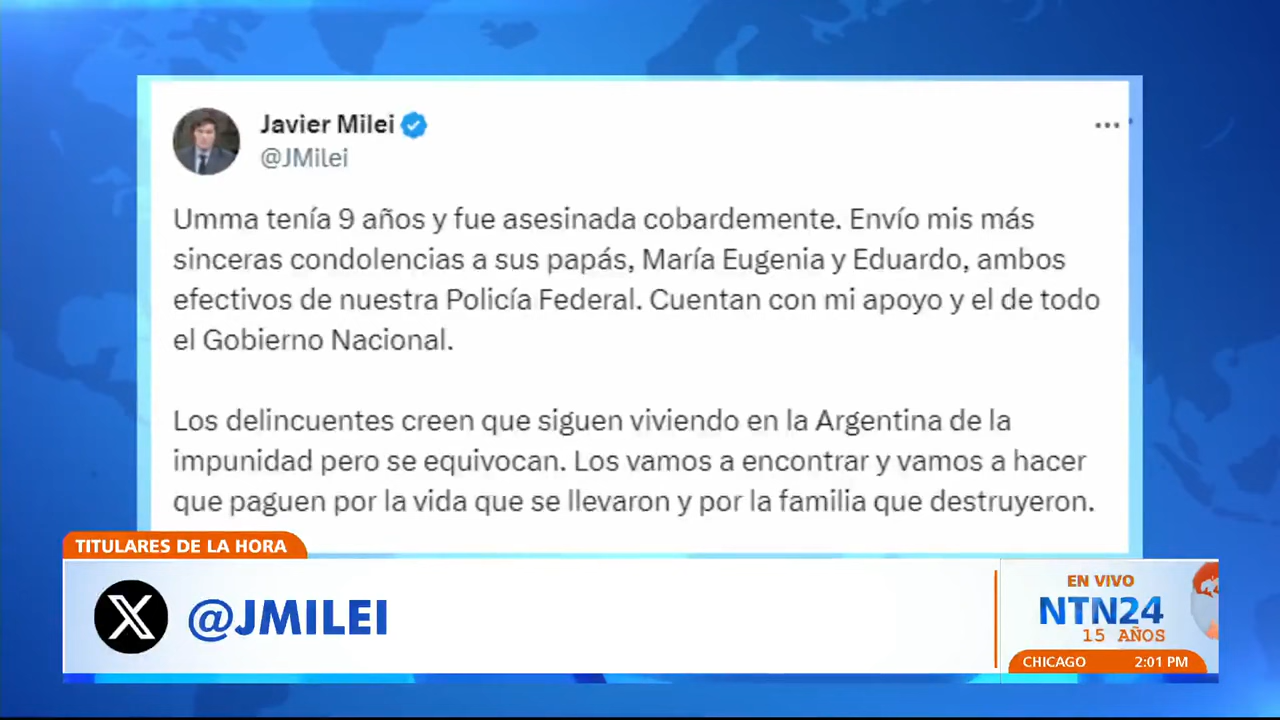 Javier Milei
@JMilei
Umma tenía 9 años y fue asesinada cobardemente. Envío mis más
sinceras condolencias a sus papás, María Eugenia y Eduardo, ambos
efectivos de nuestra Policía Federal. Cuentan con mi apoyo y el de todo
el Gobierno Nacional.
Los delincuentes creen que siguen viviendo en la Argentina de la
impunidad pero se equivocan. Los vamos a encontrar y vamos a hacer
que paguen por la vida que se llevaron y por la familia que destruyeron.
TITULARES DE LA HORA
@JMILEI
EN VIVO
NTN24
15 AÑOS
CHICAGO 2:01 PM